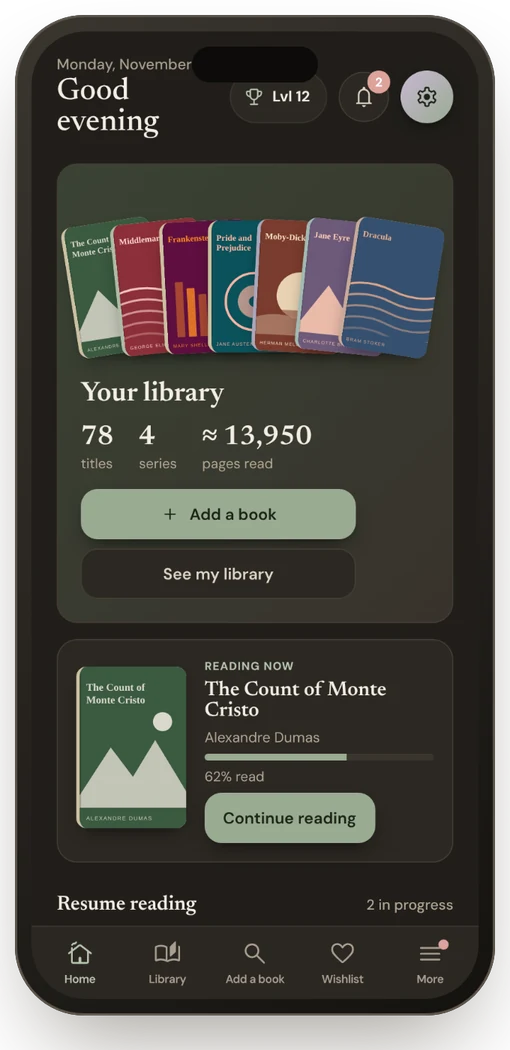 Monday, November
Good
evening
Lvl 12
2
The Count
Monte Cris
ALEXANDRE
Middlemar
GEORGE ELI
Frankenste
MARY SHELL
Pride and
Prejudice
JANE AUSTEN
Moby-Dick
HERMAN MEL
Jane Eyre
CHARLOTTE B
Dracula
BRAM STOKER
Your library
78 4 ≈ 13,950
titles series pages read
+ Add a book
See my library
The Count of
Monte Cristo
ALEXANDRE DUMAS
READING NOW
The Count of Monte
Cristo
Alexandre Dumas
62% read
Continue reading
Resume reading 2 in progress
Home Library Add a book Wishlist More